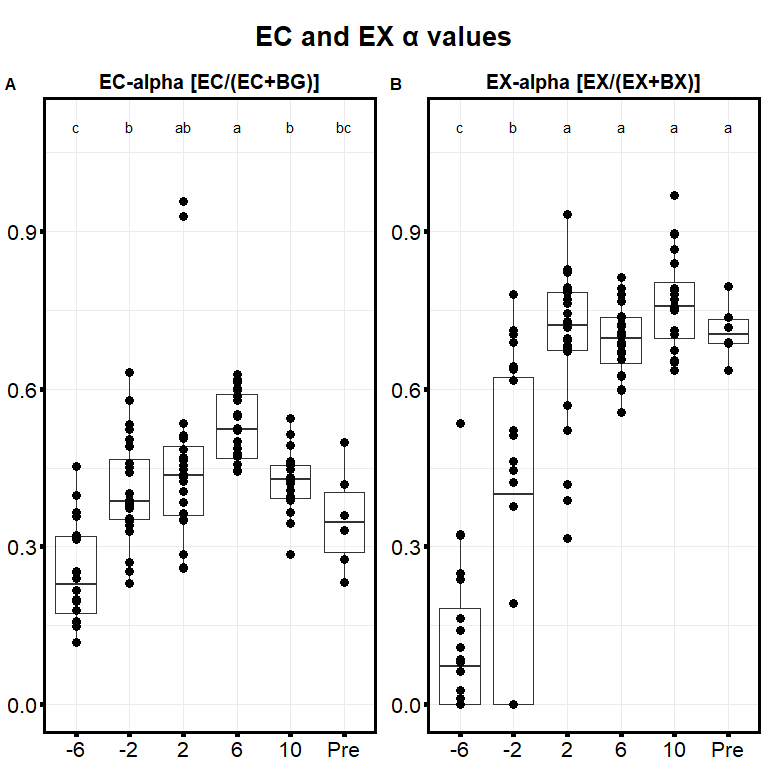 EC and EX α values
A
EC-alpha [EC/(EC+BG)]
c b ab a b bc
0.9
0.6
0.3
0.0
-6 -2 2 6 10 Pre
B
EX-alpha [EX/(EX+BX)]
c b a a a a
0.9
0.6
0.3
0.0
-6 -2 2 6 10 Pre